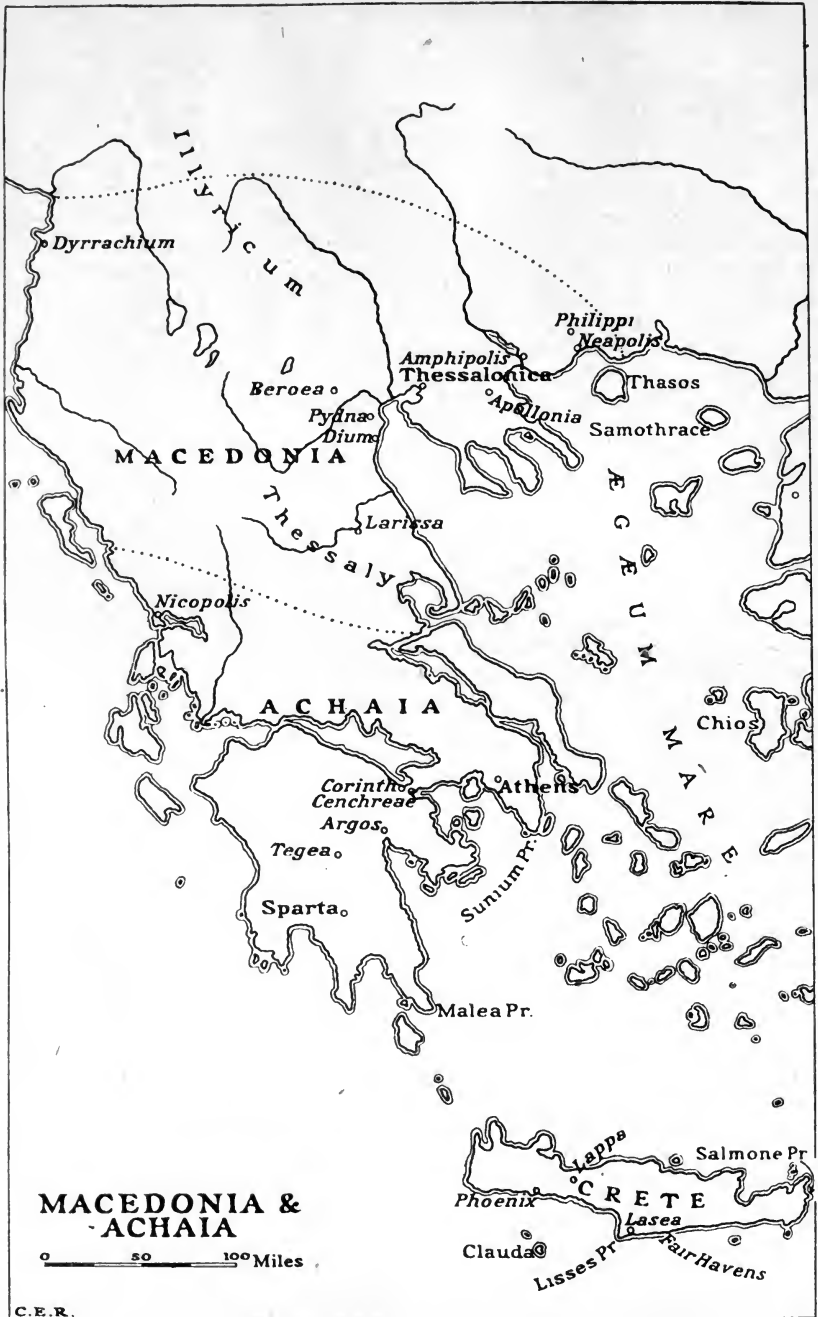 Illyricum
Dyrrachium
Philippi
Neapolis
Amphipolis
Thessalonica
Thasos
Beroea
Apollonia
Pydna
Samothrace
Dium
MACEDONIA
ÆGÆUM MARE
Thessaly
Larissa
Nicopolis
ACHAIA
Chios
Corinth
Athens
Cenchreae
Argos
Tegea
Sunium Pr.
Sparta
Malea Pr.
Lappa
Salmone Pr
Phoenix
CRETE
Lasea
Clauda
Lisses Pr
Fair Havens
MACEDONIA &
ACHAIA
0 50 100 Miles
C.E.R.